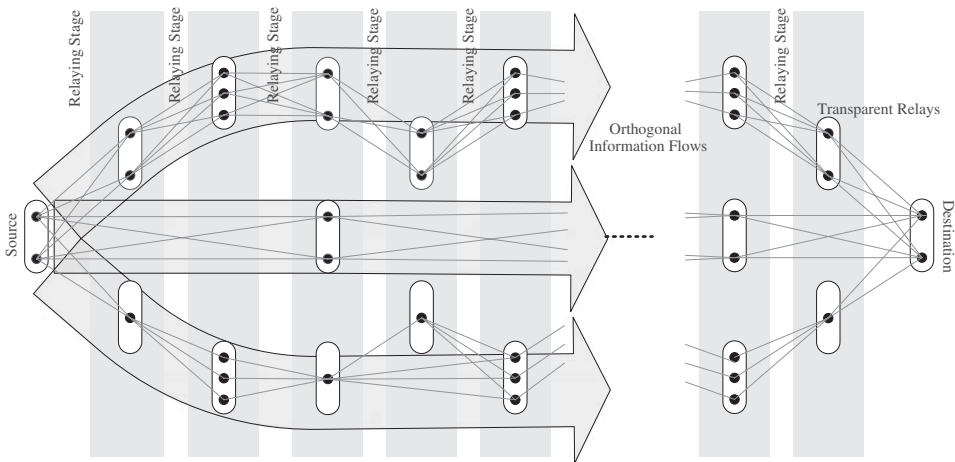 Relaying Stage
Relaying Stage
Relaying Stage
Relaying Stage
Relaying Stage
Relaying Stage
Transparent Relays
Orthogonal
Information Flows
Source
Destination